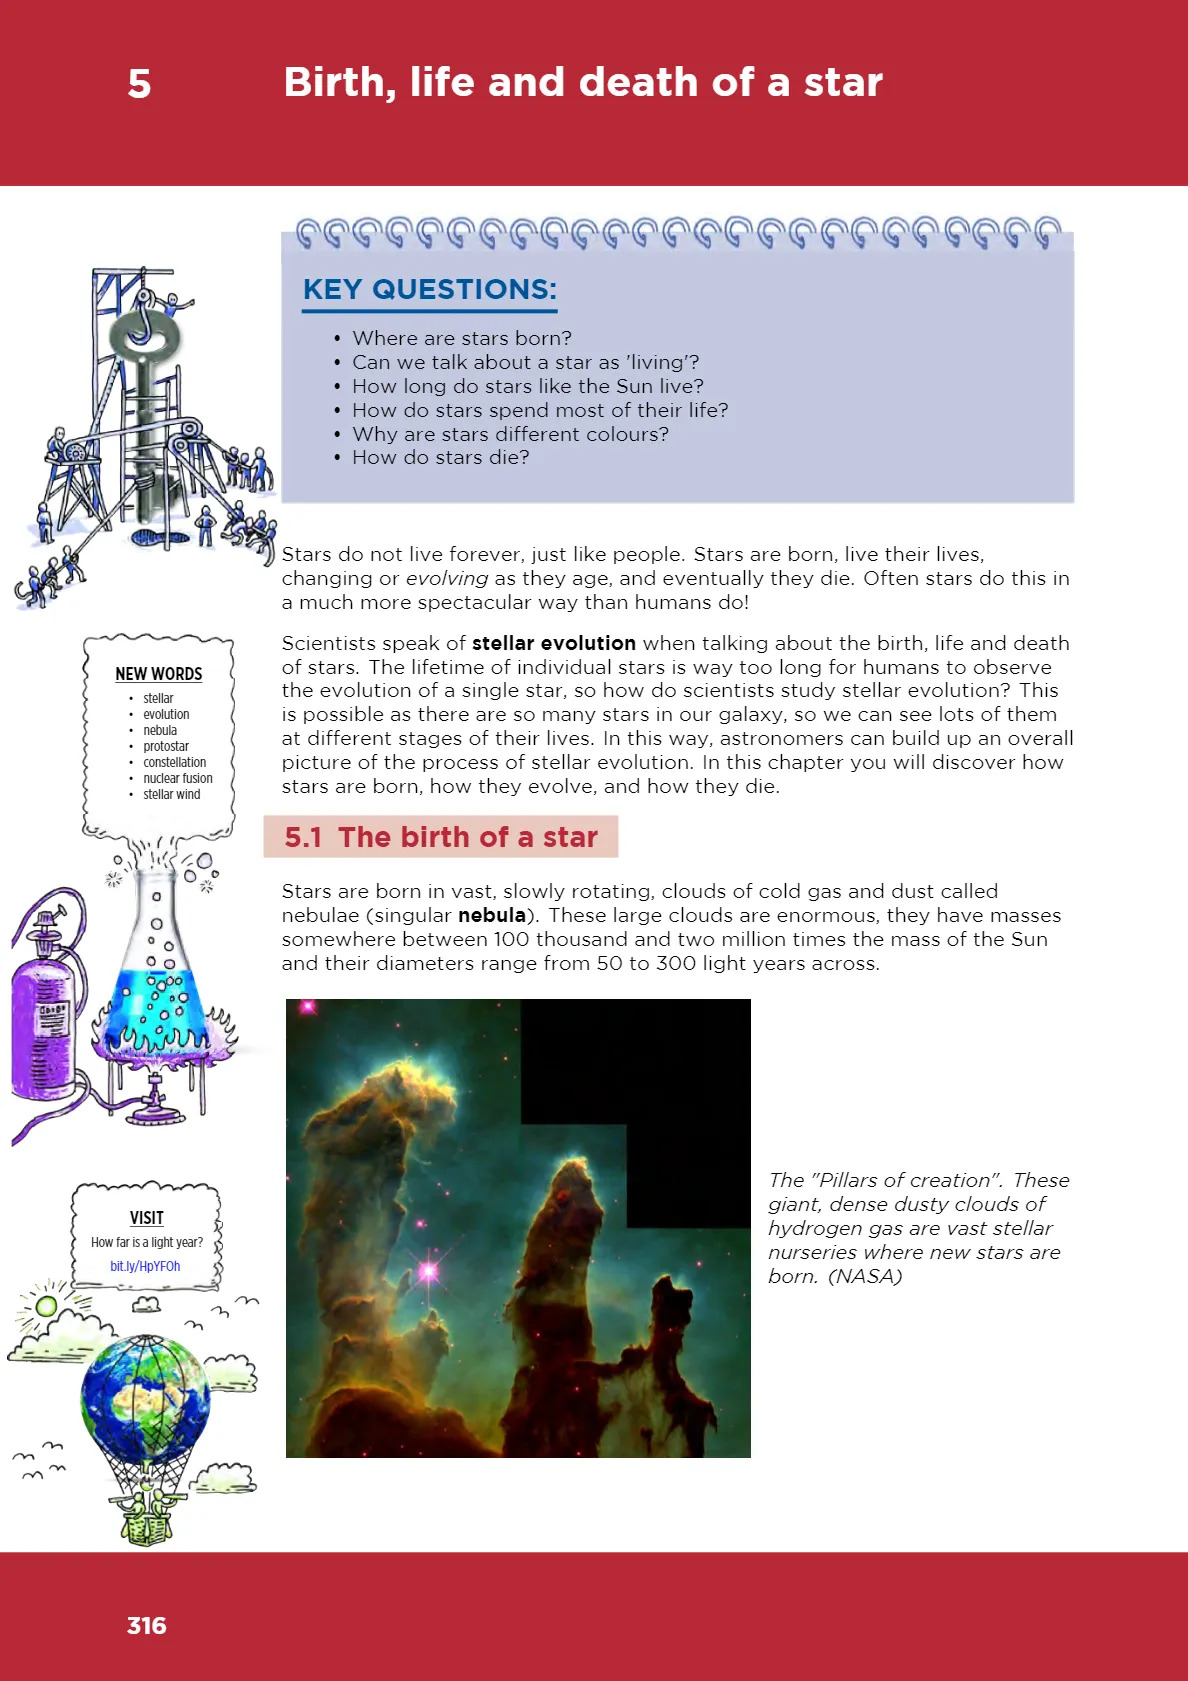 5 Birth, life and death of a star
KEY QUESTIONS:
• Where are stars born?
• Can we talk about a star as 'living'?
• How long do stars like the Sun live?
• How do stars spend most of their life?
• Why are stars different colours?
• How do stars die?
Stars do not live forever, just like people. Stars are born, live their lives,
changing or evolving as they age, and eventually they die. Often stars do this in
a much more spectacular way than humans do!
Scientists speak of stellar evolution when talking about the birth, life and death
of stars. The lifetime of individual stars is way too long for humans to observe
the evolution of a single star, so how do scientists study stellar evolution? This
is possible as there are so many stars in our galaxy, so we can see lots of them
at different stages of their lives. In this way, astronomers can build up an overall
picture of the process of stellar evolution. In this chapter you will discover how
stars are born, how they evolve, and how they die.
NEW WORDS
• stellar
• evolution
• nebula
• protostar
• constellation
• nuclear fusion
• stellar wind
5.1 The birth of a star
Stars are born in vast, slowly rotating, clouds of cold gas and dust called
nebulae (singular nebula). These large clouds are enormous, they have masses
somewhere between 100 thousand and two million times the mass of the Sun
and their diameters range from 50 to 300 light years across.
The "Pillars of creation". These
giant, dense dusty clouds of
hydrogen gas are vast stellar
nurseries where new stars are
born. (NASA)
VISIT
How far is a light year?
bit.ly/HpYFOh
316